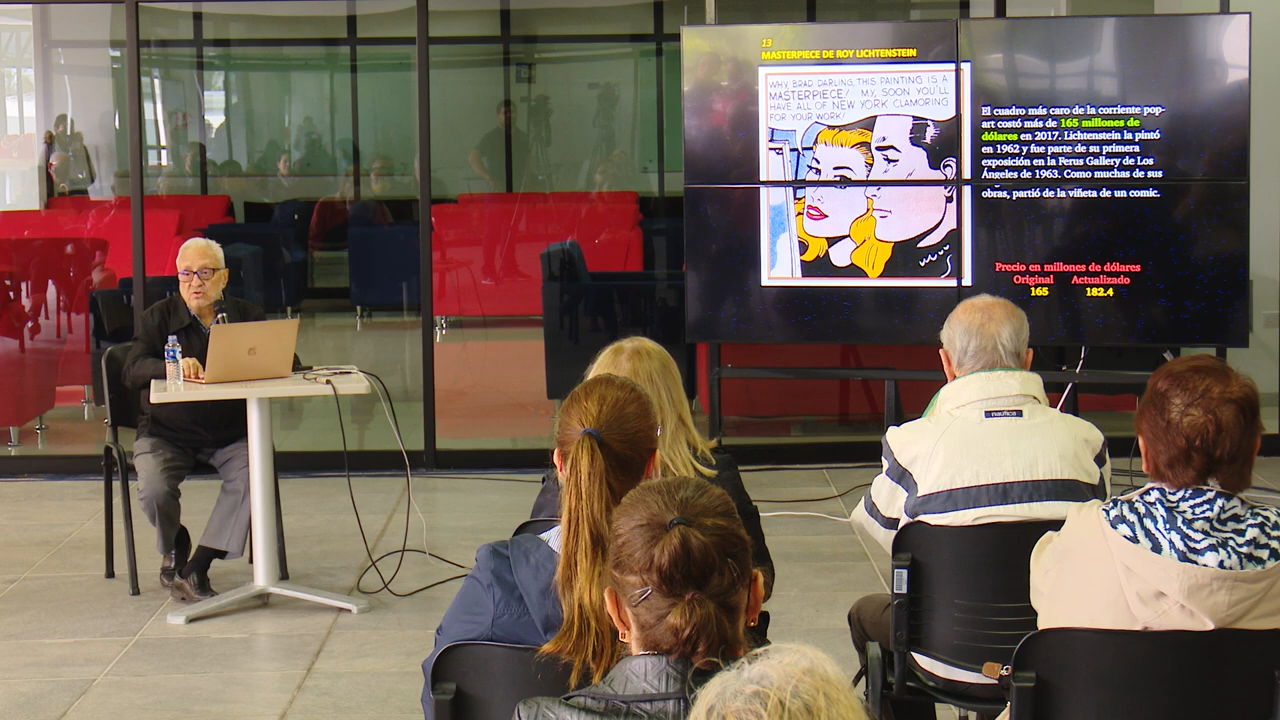 13
MASTERPIECE DE ROY LICHTENSTEIN
WHY, BRAD DARLING, THIS PAINTING IS A
MASTERPIECE! MY, SOON YOU'LL
HAVE ALL OF NEW YORK CLAMORING
FOR YOUR WORK!
El cuadro más caro de la corriente pop-
art costó más de 165 millones de
dólares en 2017. Lichtenstein la pintó
en 1962 y fue parte de su primera
exposición en la Ferus Gallery de Los
Ángeles de 1963. Como muchas de sus
obras, partió de la viñeta de un comic.
Precio en millones de dólares
Original Actualizado
165 182.4
nautica